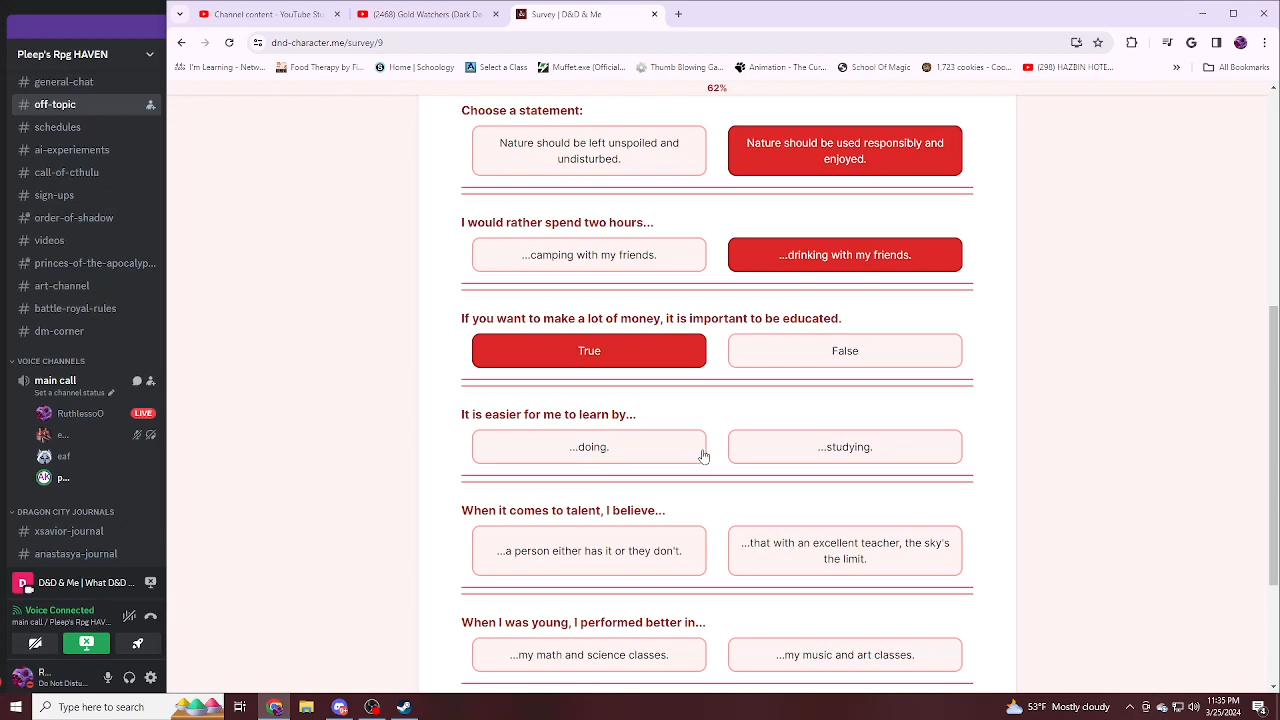 Pleep's Rpg HAVEN
general-chat
off-topic
schedules
ai-experiements
call-of-cthulu
sign-ups
order-of-shadow
videos
princes-of-the-apocalyp...
art-channel
battle-royal-rules
dm-corner
VOICE CHANNELS
main call
Set a channel status
RuthlessoO LIVE
e...
eaf
p...
DRAGON CITY JOURNALS
xsavior-journal
anastasya-journal
D&D & Me | What D&D ...
Voice Connected
main call / Pleep's Rpg HAV...
R...
Do Not Distu...
Channel content - YouTube Stu
(2468) Gold Watchers (Dark De
Survey | D&D & Me
dnd-character.me/survey/9
I'm Learning - Netw...
Food Therapy by Fi...
Home | Schoology
Select a Class
Muffet.exe(Official...
Thumb Blowing Ga...
Animation - The Cur...
School Of Magic
1,723 cookies - Coo...
(298) HAZBIN HOTE...
All Bookmarks
62%
Choose a statement:
Nature should be left unspoiled and
undisturbed.
Nature should be used responsibly and
enjoyed.
I would rather spend two hours...
...camping with my friends.
...drinking with my friends.
If you want to make a lot of money, it is important to be educated.
True
False
It is easier for me to learn by...
...doing.
...studying.
When it comes to talent, I believe...
...a person either has it or they don't.
...that with an excellent teacher, the sky's
the limit.
When I was young, I performed better in...
...my math and science classes.
...my music and art classes.
Type here to search
53°F Mostly cloudy
11:35 PM
3/25/2024